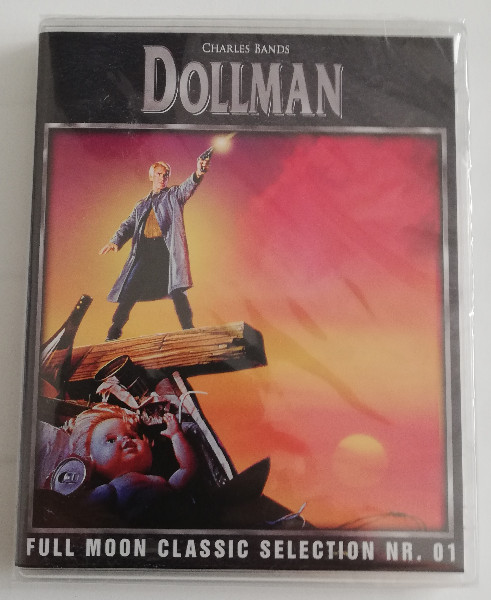 CHARLES BANDS
DOLLMAN
FULL MOON CLASSIC SELECTION NR. 01